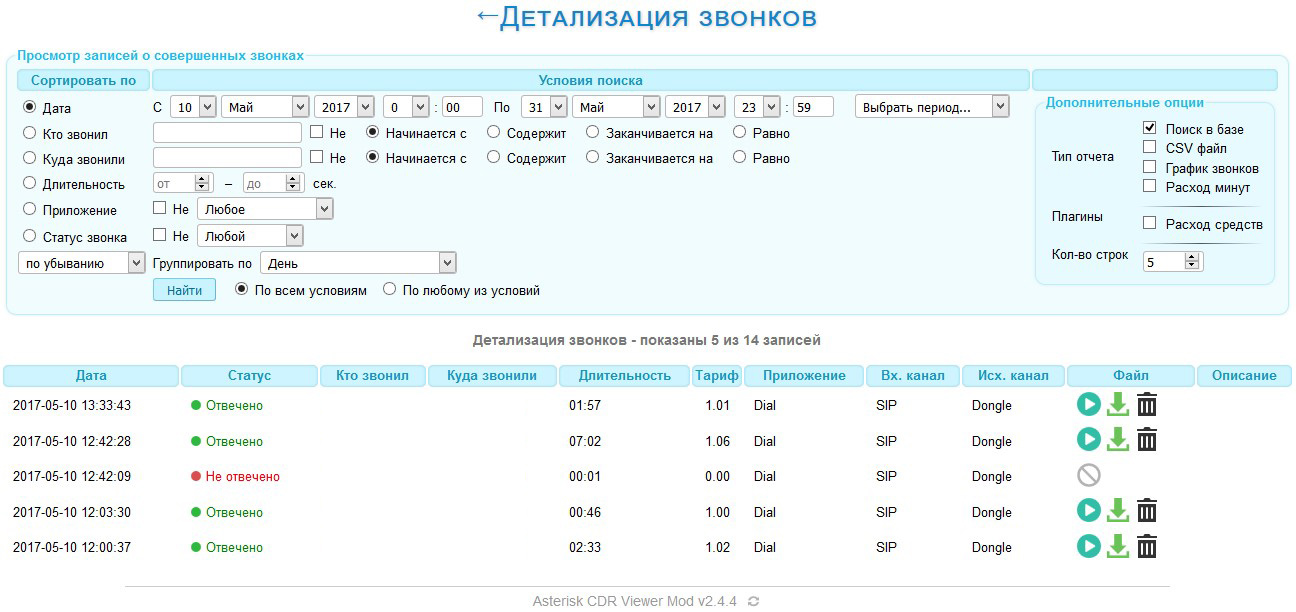 ←Детализация звонков
Просмотр записей о совершенных звонках
Сортировать по Условия поиска
Дата С 10 Май 2017 0 : 00 По 31 Май 2017 23 : 59 Выбрать период...
Дополнительные опции
Кто звонил Не Начинается с Содержит Заканчивается на Равно
Поиск в базе
CSV файл
Тип отчета
График звонков
Расход минут
Куда звонили Не Начинается с Содержит Заканчивается на Равно
Длительность от – до сек.
Приложение Не Любое
Плагины Расход средств
Статус звонка Не Любой
Кол-во строк 5
по убыванию Группировать по День
Найти По всем условиям По любому из условий
Детализация звонков - показаны 5 из 14 записей
Дата Статус Кто звонил Куда звонили Длительность Тариф Приложение Вх. канал Исх. канал Файл Описание
2017-05-10 13:33:43 Отвечено 01:57 1.01 Dial SIP Dongle
2017-05-10 12:42:28 Отвечено 07:02 1.06 Dial SIP Dongle
2017-05-10 12:42:09 Не отвечено 00:01 0.00 Dial SIP Dongle
2017-05-10 12:03:30 Отвечено 00:46 1.00 Dial SIP Dongle
2017-05-10 12:00:37 Отвечено 02:33 1.02 Dial SIP Dongle
Asterisk CDR Viewer Mod v2.4.4